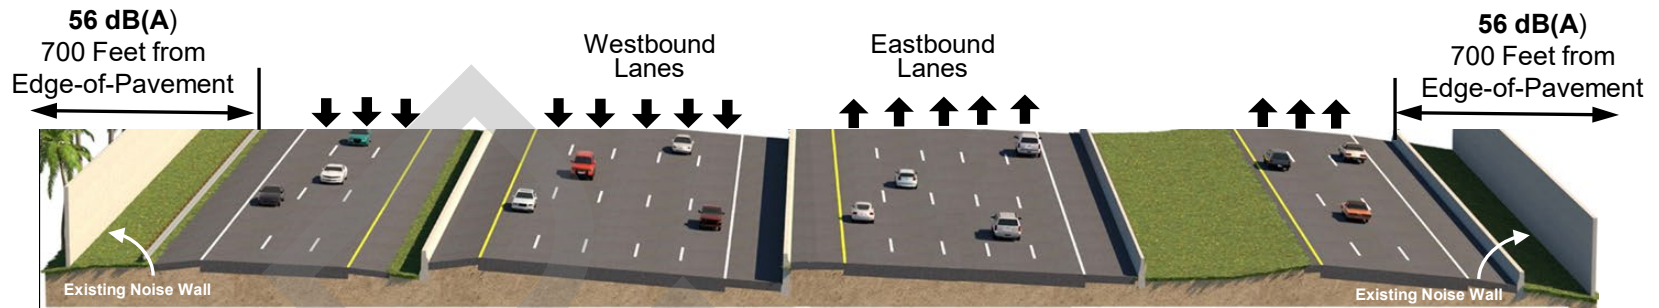 56 dB(A)
700 Feet from
Edge-of-Pavement
Westbound
Lanes
Eastbound
Lanes
56 dB(A)
700 Feet from
Edge-of-Pavement
Existing Noise Wall
Existing Noise Wall